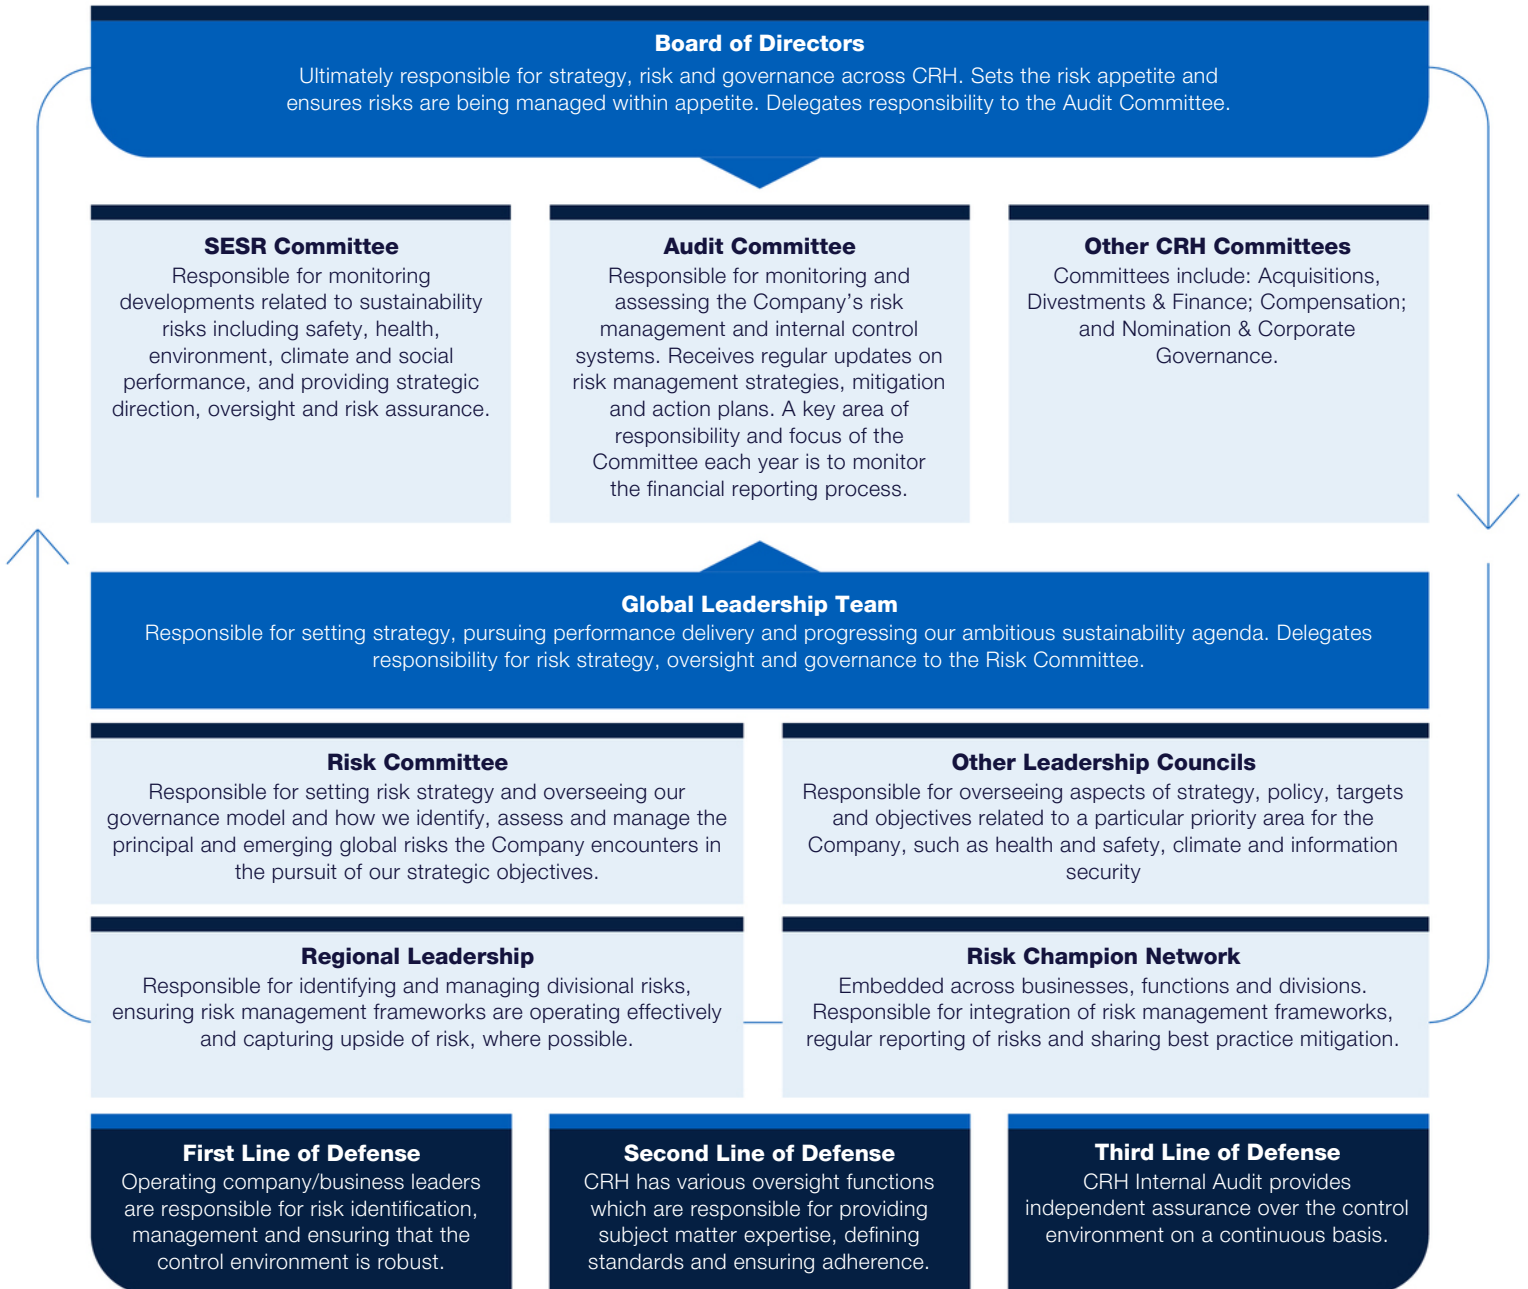 Board of Directors
Ultimately responsible for strategy, risk and governance across CRH. Sets the risk appetite and
ensures risks are being managed within appetite. Delegates responsibility to the Audit Committee.
SESR Committee
Responsible for monitoring
developments related to sustainability
risks including safety, health,
environment, climate and social
performance, and providing strategic
direction, oversight and risk assurance.
Audit Committee
Responsible for monitoring and
assessing the Company's risk
management and internal control
systems. Receives regular updates on
risk management strategies, mitigation
and action plans. A key area of
responsibility and focus of the
Committee each year is to monitor
the financial reporting process.
Other CRH Committees
Committees include: Acquisitions,
Divestments & Finance; Compensation;
and Nomination & Corporate
Governance.
Global Leadership Team
Responsible for setting strategy, pursuing performance delivery and progressing our ambitious sustainability agenda. Delegates
responsibility for risk strategy, oversight and governance to the Risk Committee.
Risk Committee
Responsible for setting risk strategy and overseeing our
governance model and how we identify, assess and manage the
principal and emerging global risks the Company encounters in
the pursuit of our strategic objectives.
Other Leadership Councils
Responsible for overseeing aspects of strategy, policy, targets
and objectives related to a particular priority area for the
Company, such as health and safety, climate and information
security
Regional Leadership
Responsible for identifying and managing divisional risks,
ensuring risk management frameworks are operating effectively
and capturing upside of risk, where possible.
Risk Champion Network
Embedded across businesses, functions and divisions.
Responsible for integration of risk management frameworks,
regular reporting of risks and sharing best practice mitigation.
First Line of Defense
Operating company/business leaders
are responsible for risk identification,
management and ensuring that the
control environment is robust.
Second Line of Defense
CRH has various oversight functions
which are responsible for providing
subject matter expertise, defining
standards and ensuring adherence.
Third Line of Defense
CRH Internal Audit provides
independent assurance over the control
environment on a continuous basis.